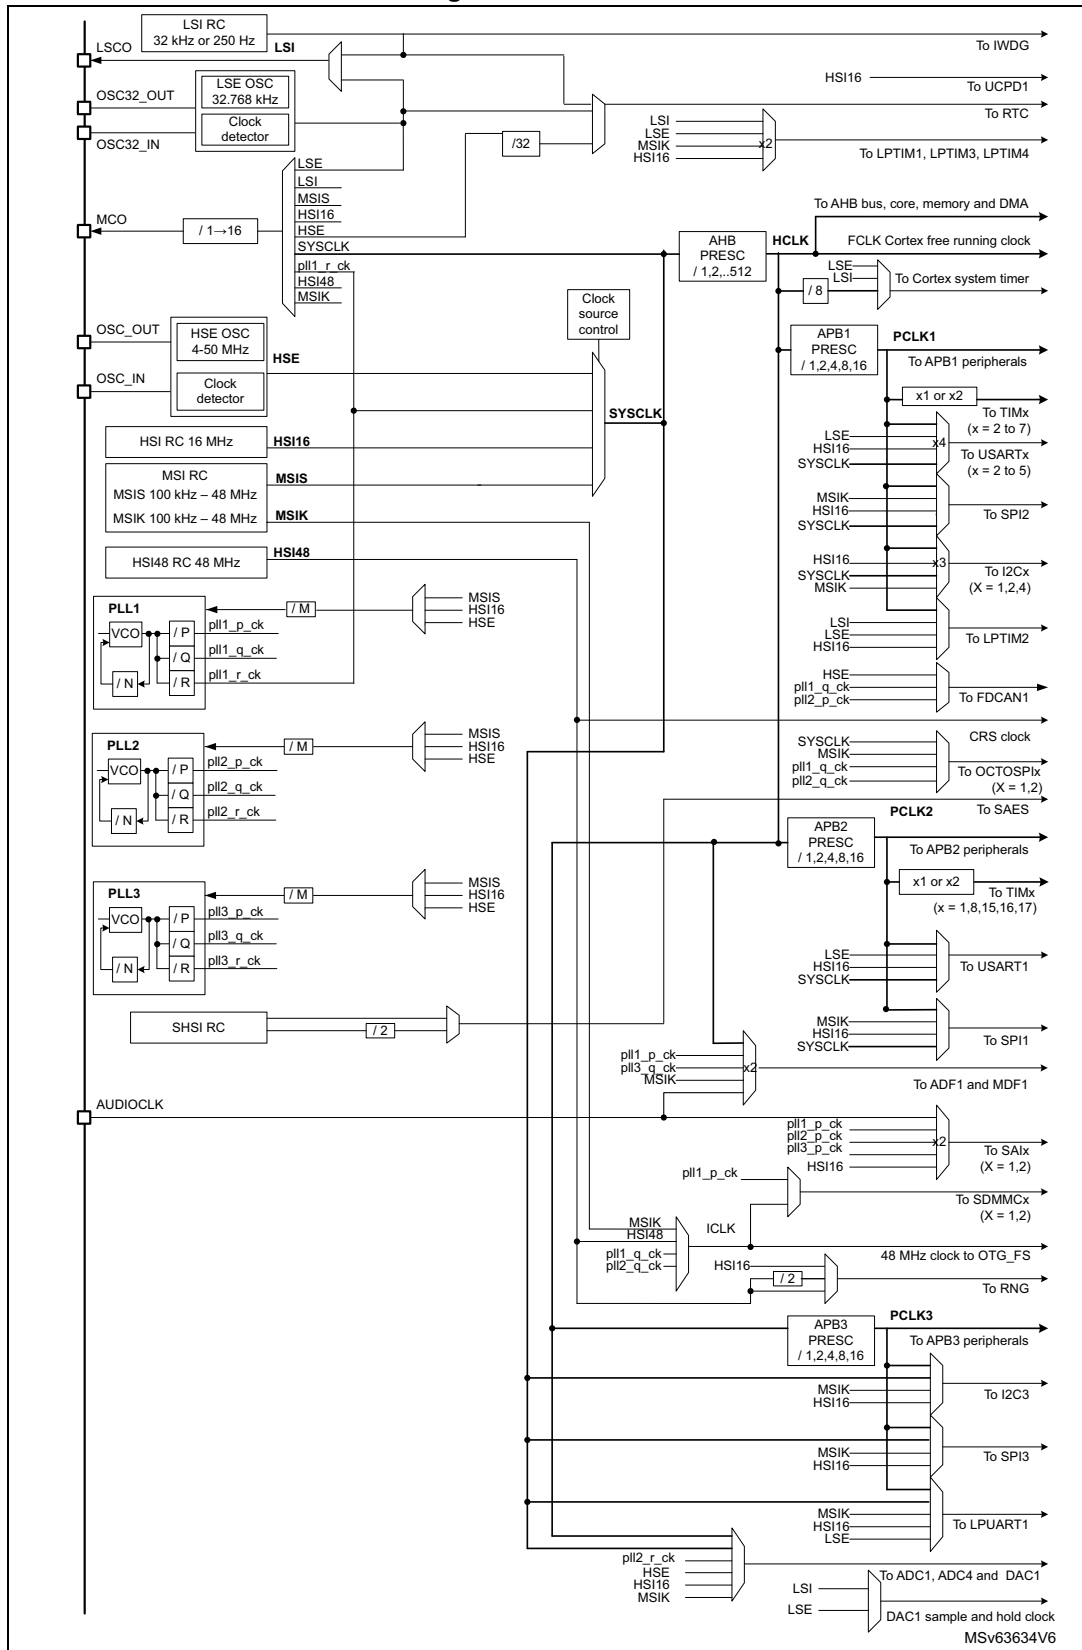 LSI RC
32 kHz or 250 Hz
LSCO
LSI
To IWDG
OSC32_OUT
LSE OSC
32.768 kHz
Clock
detector
OSC32_IN
HSI16
To UCPD1
To RTC
/32
LSI
LSE
MSIK
HSI16
x2
To LPTIM1, LPTIM3, LPTIM4
MCO
/ 1→16
LSE
LSI
MSIS
HSI16
HSE
SYSCLK
pll1_r_ck
HSI48
MSIK
AHB
PRESC
/ 1,2,..512
HCLK
To AHB bus, core, memory and DMA
FCLK Cortex free running clock
LSE
LSI
/ 8
To Cortex system timer
OSC_OUT
HSE OSC
4-50 MHz
HSE
OSC_IN
Clock
detector
Clock
source
control
SYSCLK
APB1
PRESC
/ 1,2,4,8,16
PCLK1
To APB1 peripherals
x1 or x2
To TIMx
(x = 2 to 7)
HSI RC 16 MHz
HSI16
MSI RC
MSIS 100 kHz – 48 MHz
MSIK 100 kHz – 48 MHz
MSIS
MSIK
HSI48 RC 48 MHz
HSI48
LSE
HSI16
SYSCLK
x4
To USARTx
(x = 2 to 5)
MSIK
HSI16
SYSCLK
To SPI2
HSI16
SYSCLK
MSIK
x3
To I2Cx
(X = 1,2,4)
LSI
LSE
HSI16
To LPTIM2
HSE
pll1_q_ck
pll2_p_ck
To FDCAN1
CRS clock
PLL1
VCO
/ N
/ P
/ Q
/ R
pll1_p_ck
pll1_q_ck
pll1_r_ck
/ M
MSIS
HSI16
HSE
PLL2
VCO
/ N
/ P
/ Q
/ R
pll2_p_ck
pll2_q_ck
pll2_r_ck
/ M
MSIS
HSI16
HSE
SYSCLK
MSIK
pll1_q_ck
pll2_q_ck
To OCTOSPIx
(X = 1,2)
To SAES
APB2
PRESC
/ 1,2,4,8,16
PCLK2
To APB2 peripherals
x1 or x2
To TIMx
(x = 1,8,15,16,17)
PLL3
VCO
/ N
/ P
/ Q
/ R
pll3_p_ck
pll3_q_ck
pll3_r_ck
/ M
MSIS
HSI16
HSE
LSE
HSI16
SYSCLK
To USART1
SHSI RC
/ 2
MSIK
HSI16
SYSCLK
To SPI1
pll1_p_ck
pll3_q_ck
MSIK
x2
To ADF1 and MDF1
AUDIOCLK
pll1_p_ck
pll2_p_ck
pll3_p_ck
HSI16
x2
To SAIx
(X = 1,2)
pll1_p_ck
To SDMMCx
(X = 1,2)
MSIK
HSI48
pll1_q_ck
pll2_q_ck
ICLK
48 MHz clock to OTG_FS
HSI16
/ 2
To RNG
APB3
PRESC
/ 1,2,4,8,16
PCLK3
To APB3 peripherals
MSIK
HSI16
To I2C3
MSIK
HSI16
To SPI3
MSIK
HSI16
LSE
To LPUART1
pll2_r_ck
HSE
HSI16
MSIK
To ADC1, ADC4 and DAC1
LSI
LSE
DAC1 sample and hold clock
MSv63634V6